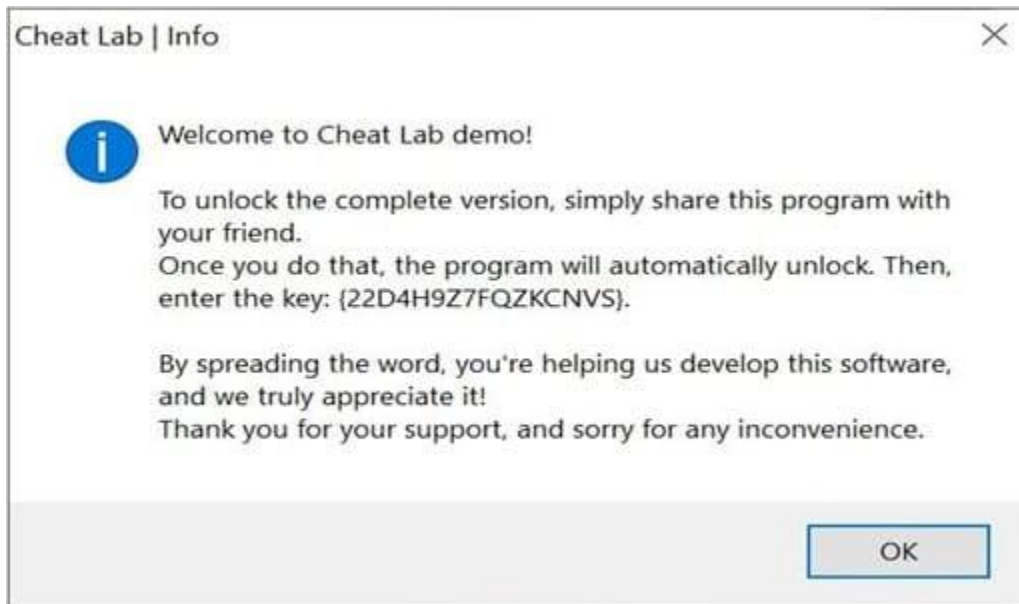 Cheat Lab | Info
Welcome to Cheat Lab demo!
To unlock the complete version, simply share this program with
your friend.
Once you do that, the program will automatically unlock. Then,
enter the key: {22D4H9Z7FQZKCNVS}.
By spreading the word, you're helping us develop this software,
and we truly appreciate it!
Thank you for your support, and sorry for any inconvenience.
OK